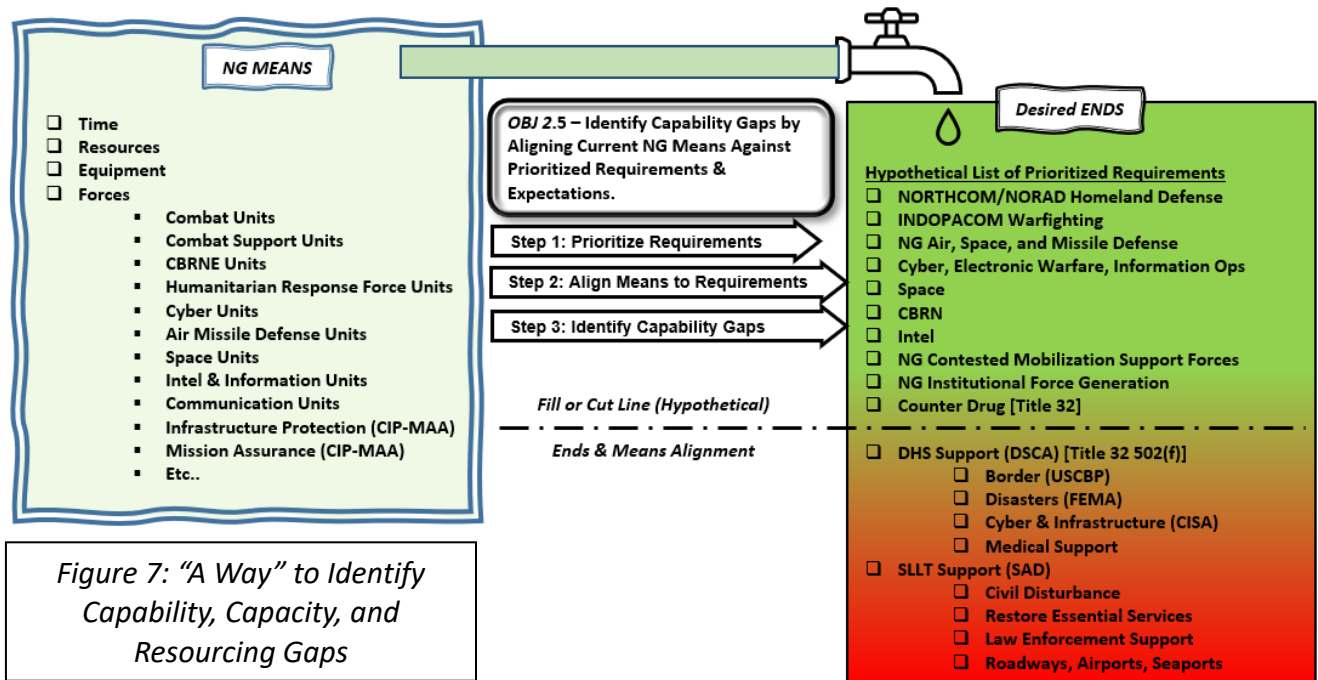 NG MEANS
❑ Time
❑ Resources
❑ Equipment
❑ Forces
▪ Combat Units
▪ Combat Support Units
▪ CBRNE Units
▪ Humanitarian Response Force Units
▪ Cyber Units
▪ Air Missile Defense Units
▪ Space Units
▪ Intel & Information Units
▪ Communication Units
▪ Infrastructure Protection (CIP-MAA)
▪ Mission Assurance (CIP-MAA)
▪ Etc..
Figure 7: “A Way” to Identify
Capability, Capacity, and
Resourcing Gaps
OBJ 2.5 – Identify Capability Gaps by
Aligning Current NG Means Against
Prioritized Requirements &
Expectations.
Step 1: Prioritize Requirements
Step 2: Align Means to Requirements
Step 3: Identify Capability Gaps
Fill or Cut Line (Hypothetical)
Ends & Means Alignment
Desired ENDS
Hypothetical List of Prioritized Requirements
❑ NORTHCOM/NORAD Homeland Defense
❑ INDOPACOM Warfighting
❑ NG Air, Space, and Missile Defense
❑ Cyber, Electronic Warfare, Information Ops
❑ Space
❑ CBRN
❑ Intel
❑ NG Contested Mobilization Support Forces
❑ NG Institutional Force Generation
❑ Counter Drug [Title 32]
❑ DHS Support (DSCA) [Title 32 502(f)]
❑ Border (USCBP)
❑ Disasters (FEMA)
❑ Cyber & Infrastructure (CISA)
❑ Medical Support
❑ SLLT Support (SAD)
❑ Civil Disturbance
❑ Restore Essential Services
❑ Law Enforcement Support
❑ Roadways, Airports, Seaports